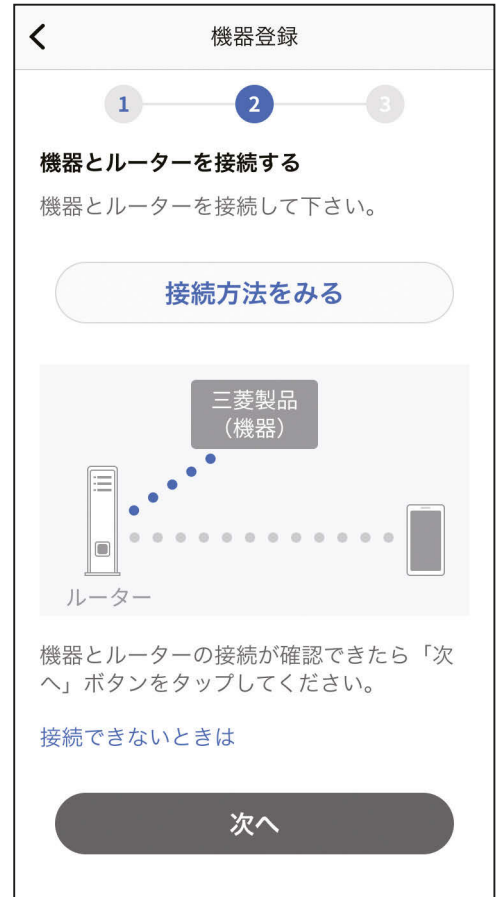 機器登録
1 2 3
機器とルーターを接続する
機器とルーターを接続して下さい。
接続方法をみる
三菱製品
（機器）
ルーター
機器とルーターの接続が確認できたら「次
へ」ボタンをタップしてください。
接続できないときは
次へ